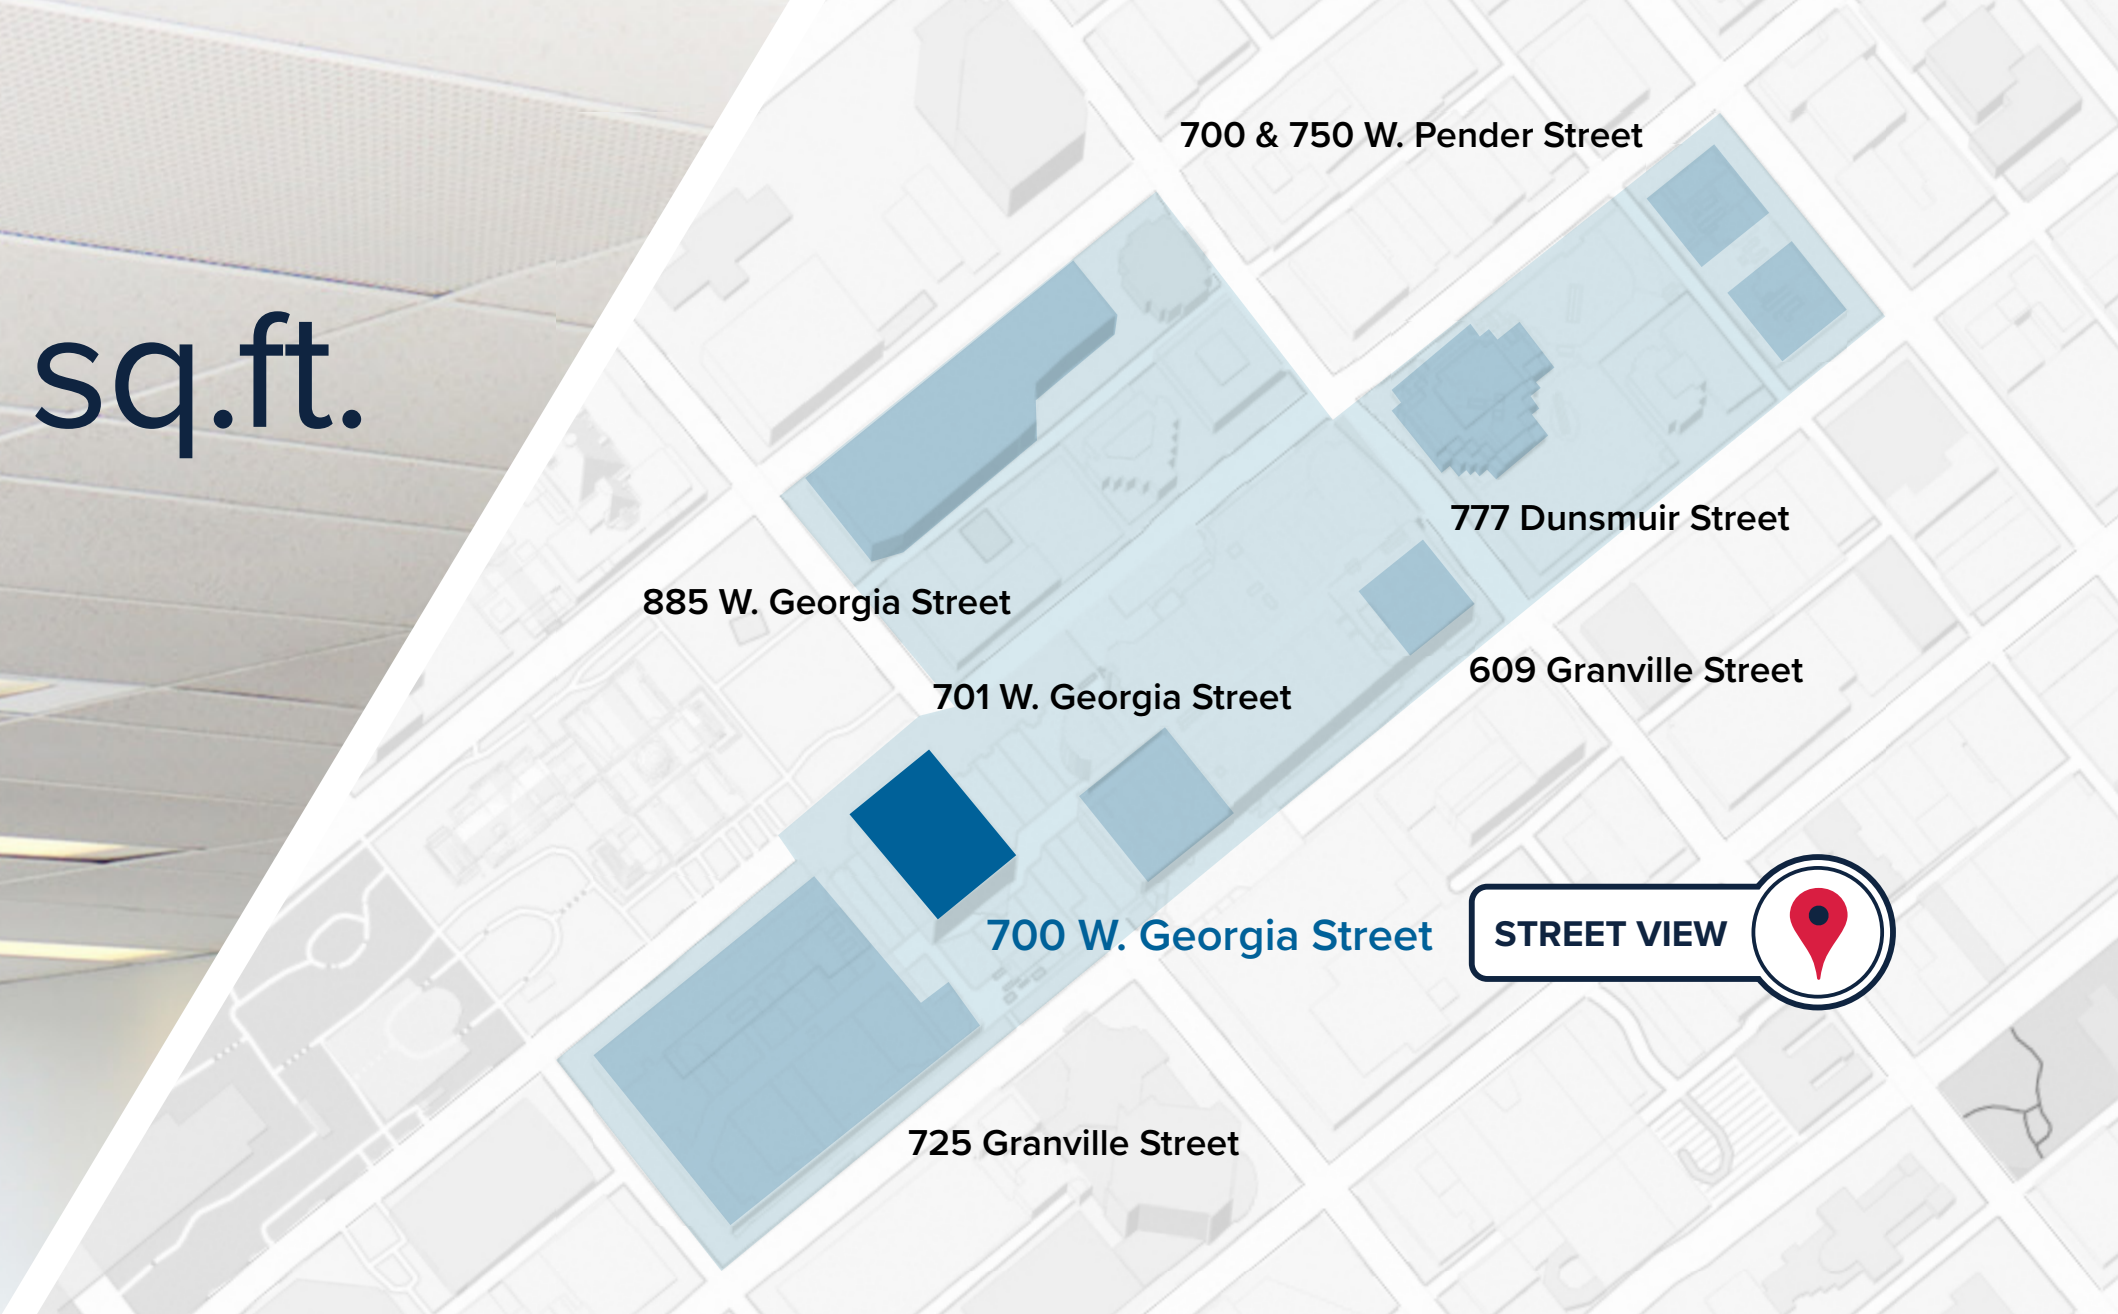 sq.ft.
700 & 750 W. Pender Street
777 Dunsmuir Street
885 W. Georgia Street
609 Granville Street
701 W. Georgia Street
700 W. Georgia Street
STREET VIEW
725 Granville Street